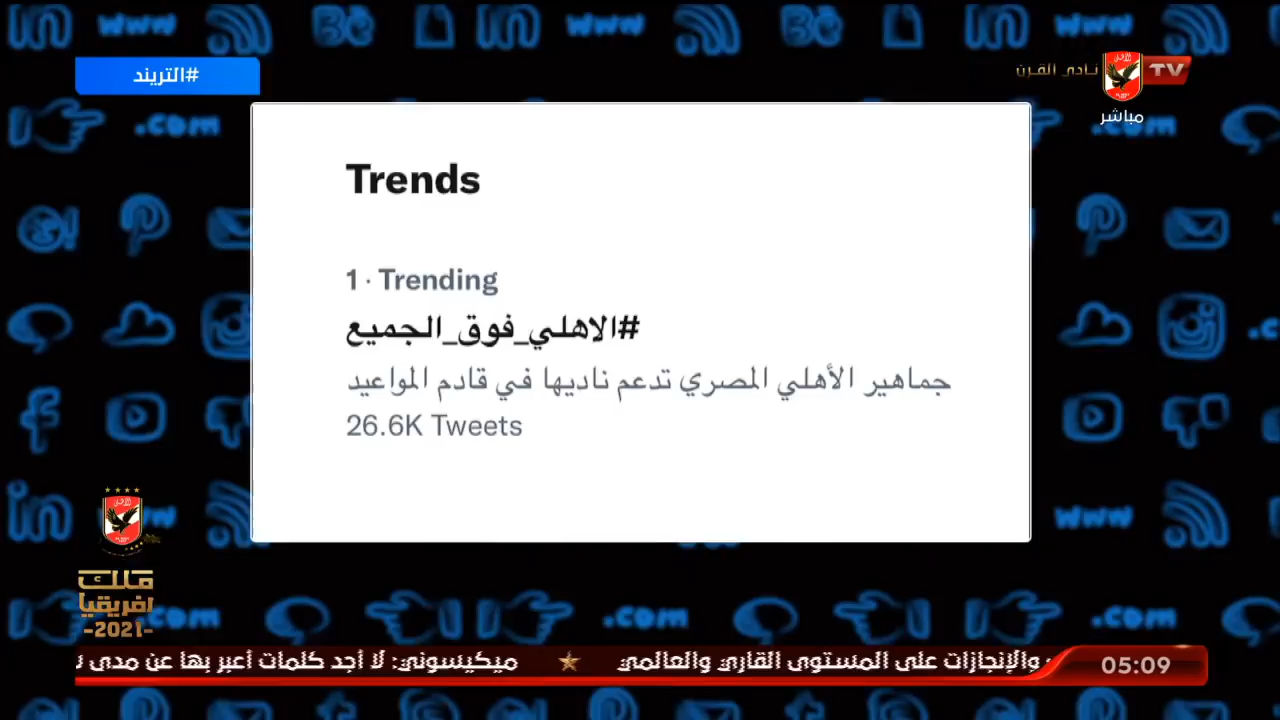 #التريند
نادي القرن
TV
مباشر
Trends
1 · Trending
#الاهلي_فوق_الجميع
جماهير الأهلي المصري تدعم ناديها في قادم المواعيد
26.6K Tweets
ملك
افريقيا
-2021-
والإنجازات على المستوى القاري والعالمي ★ ميكيسوني: لا أجد كلمات أعبر بها عن مدى
05:09